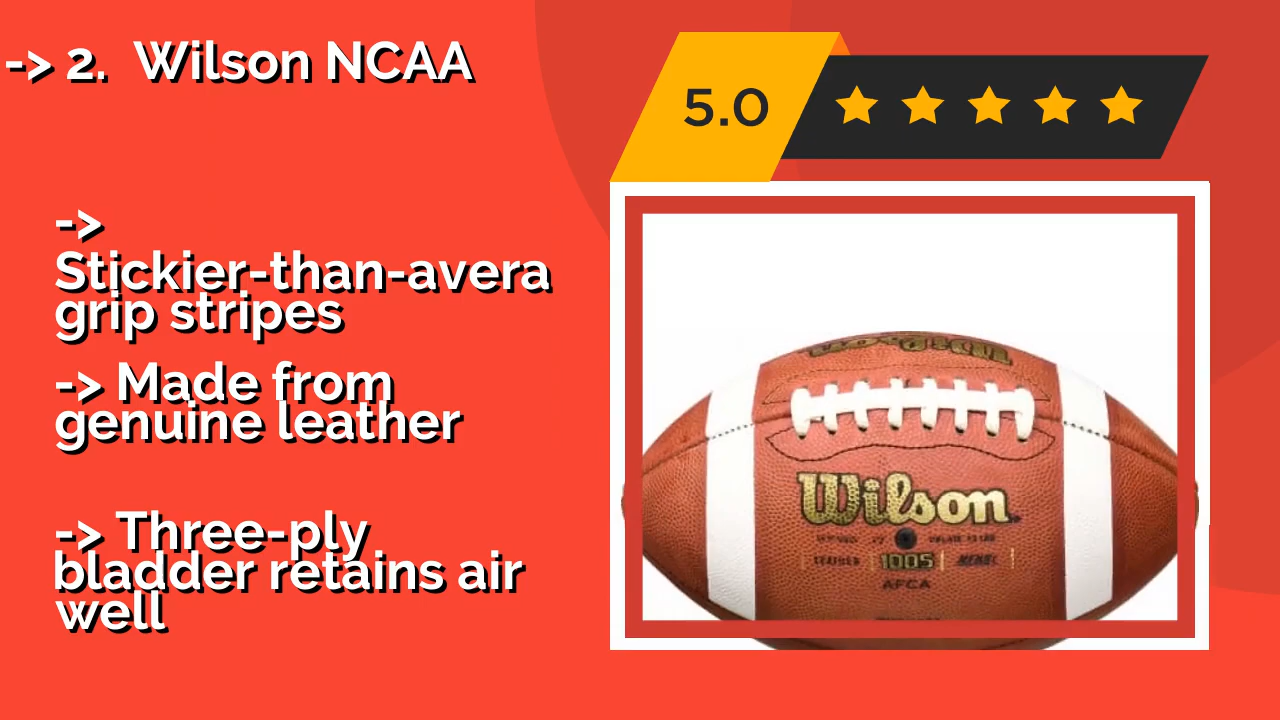 -> 2. Wilson NCAA
5.0
->
Stickier-than-avera
grip stripes
-> Made from
genuine leather
-> Three-ply
bladder retains air
well
Wilson
LEATHER 1005
AFCA